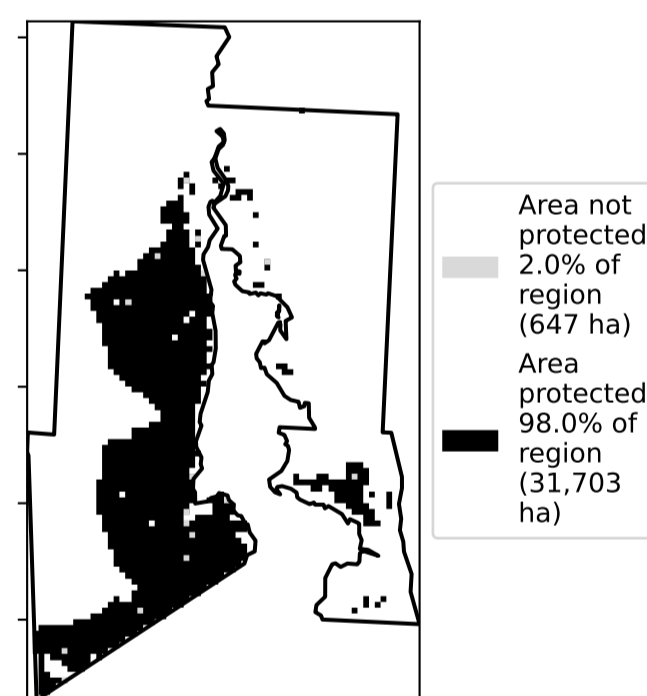 Area not
protected
2.0% of
region
(647 ha)
Area
protected
98.0% of
region
(31,703
ha)